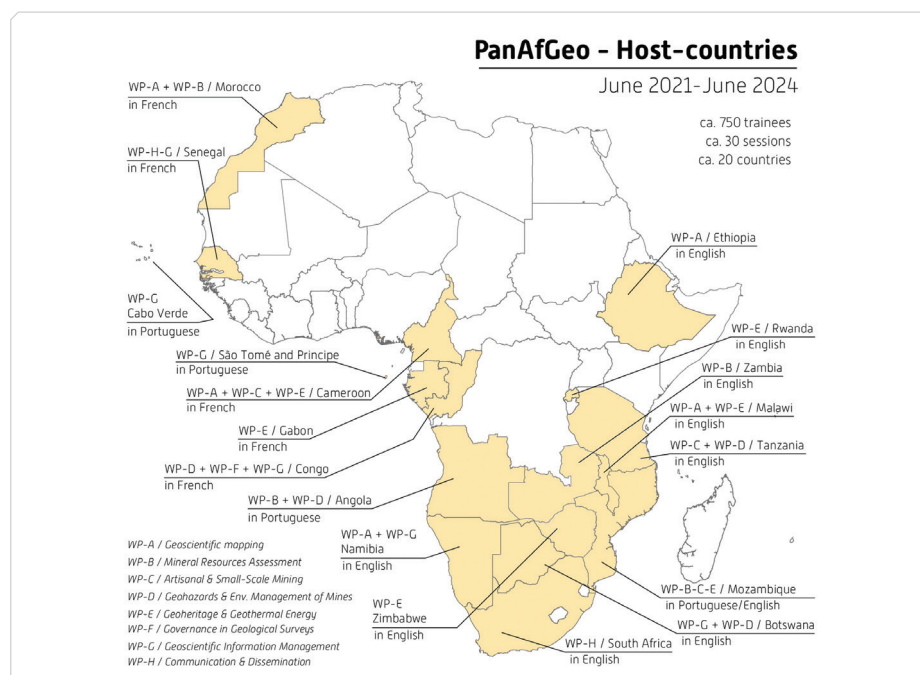 PanAfGeo - Host-countries
June 2021-June 2024
ca. 750 trainees
ca. 30 sessions
ca. 20 countries
WP-A + WP-B / Morocco
in French
WP-H-G / Senegal
in French
WP-G
Cabo Verde
in Portuguese
WP-G / São Tomé and Principe
in Portuguese
WP-A + WP-C + WP-E / Cameroon
in French
WP-E / Gabon
in French
WP-D + WP-F + WP-G / Congo
in French
WP-B + WP-D / Angola
in Portuguese
WP-A + WP-G
Namibia
in English
WP-E
Zimbabwe
in English
WP-A / Ethiopia
in English
WP-E / Rwanda
in English
WP-B / Zambia
in English
WP-A + WP-E / Malawi
in English
WP-C + WP-D / Tanzania
in English
WP-B-C-E / Mozambique
in Portuguese/English
WP-G + WP-D / Botswana
in English
WP-H / South Africa
in English
WP-A / Geoscientific mapping
WP-B / Mineral Resources Assessment
WP-C / Artisanal & Small-Scale Mining
WP-D / Geohazards & Env. Management of Mines
WP-E / Geoheritage & Geothermal Energy
WP-F / Governance in Geological Surveys
WP-G / Geoscientific Information Management
WP-H / Communication & Dissemination